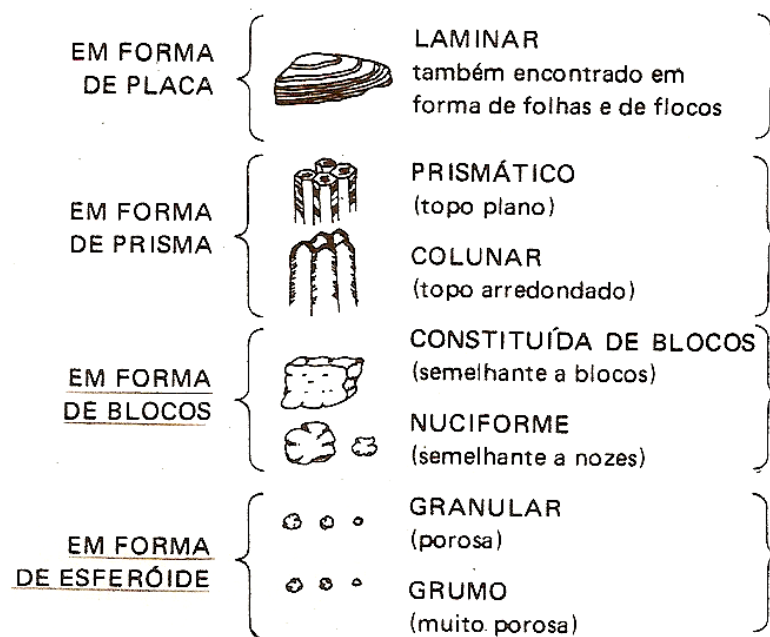 EM FORMA
DE PLACA
LAMINAR
também encontrado em
forma de folhas e de flocos
EM FORMA
DE PRISMA
PRISMÁTICO
(topo plano)
COLUNAR
(topo arredondado)
EM FORMA
DE BLOCOS
CONSTITUÍDA DE BLOCOS
(semelhante a blocos)
NUCIFORME
(semelhante a nozes)
EM FORMA
DE ESFERÓIDE
GRANULAR
(porosa)
GRUMO
(muito porosa)